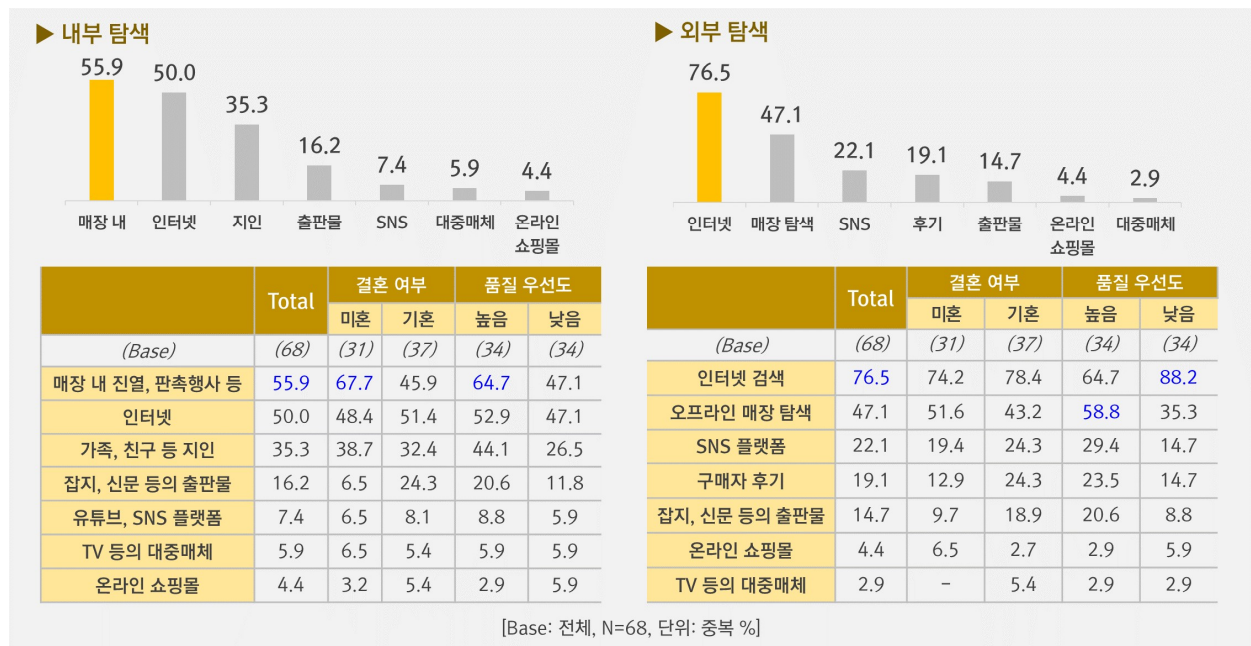 ▶ 내부 탐색
55.9 50.0 35.3 16.2 7.4 5.9 4.4
매장 내 인터넷 지인 출판물 SNS 대중매체 온라인
쇼핑몰
Total 결혼 여부 품질 우선도
미혼 기혼 높음 낮음
(Base) (68) (31) (37) (34) (34)
매장 내 진열, 판촉행사 등 55.9 67.7 45.9 64.7 47.1
인터넷 50.0 48.4 51.4 52.9 47.1
가족, 친구 등 지인 35.3 38.7 32.4 44.1 26.5
잡지, 신문 등의 출판물 16.2 6.5 24.3 20.6 11.8
유튜브, SNS 플랫폼 7.4 6.5 8.1 8.8 5.9
TV 등의 대중매체 5.9 6.5 5.4 5.9 5.9
온라인 쇼핑몰 4.4 3.2 5.4 2.9 5.9
▶ 외부 탐색
76.5 47.1 22.1 19.1 14.7 4.4 2.9
인터넷 매장 탐색 SNS 후기 출판물 온라인 대중매체
쇼핑몰
Total 결혼 여부 품질 우선도
미혼 기혼 높음 낮음
(Base) (68) (31) (37) (34) (34)
인터넷 검색 76.5 74.2 78.4 64.7 88.2
오프라인 매장 탐색 47.1 51.6 43.2 58.8 35.3
SNS 플랫폼 22.1 19.4 24.3 29.4 14.7
구매자 후기 19.1 12.9 24.3 23.5 14.7
잡지, 신문 등의 출판물 14.7 9.7 18.9 20.6 8.8
온라인 쇼핑몰 4.4 6.5 2.7 2.9 5.9
TV 등의 대중매체 2.9 – 5.4 2.9 2.9
[Base: 전체, N=68, 단위: 중복 %]